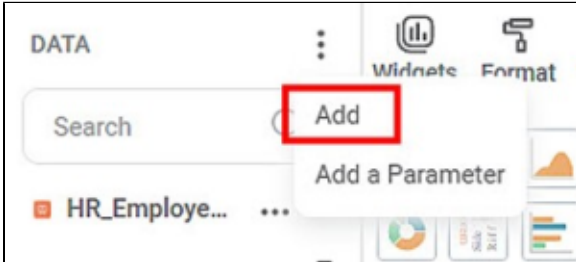 DATA
Widgets Format
Search
Add
Add a Parameter
HR_Employe...